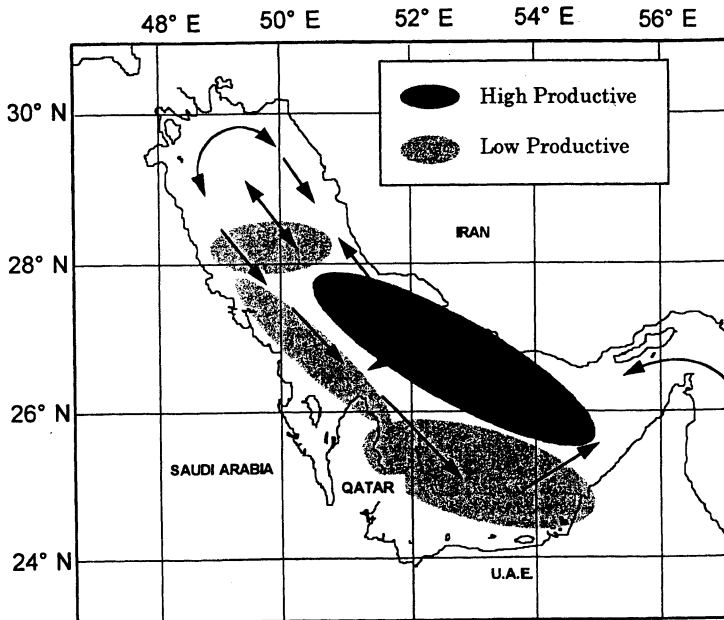 48° E 50° E 52° E 54° E 56° E
High Productive
30° N
Low Productive
IRAN
28° N
26° N
SAUDI ARABIA
QATAR
24° N
U.A.E.